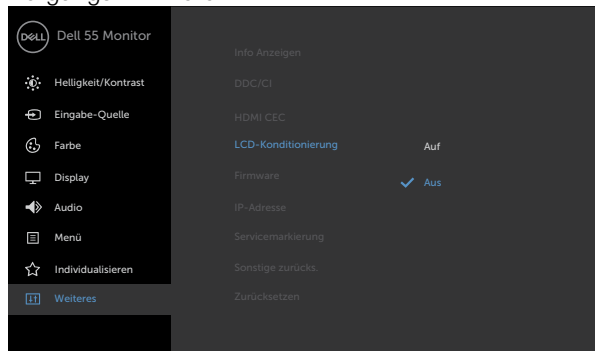 DELL
Dell 55 Monitor
Helligkeit/Kontrast
Eingabe-Quelle
Farbe
Display
Audio
Menü
Individualisieren
Weiteres
Info Anzeigen
DDC/CI
HDMI CEC
LCD-Konditionierung
Auf
Firmware
Aus
IP-Adresse
Servicemarkierung
Sonstige zurücks.
Zurücksetzen